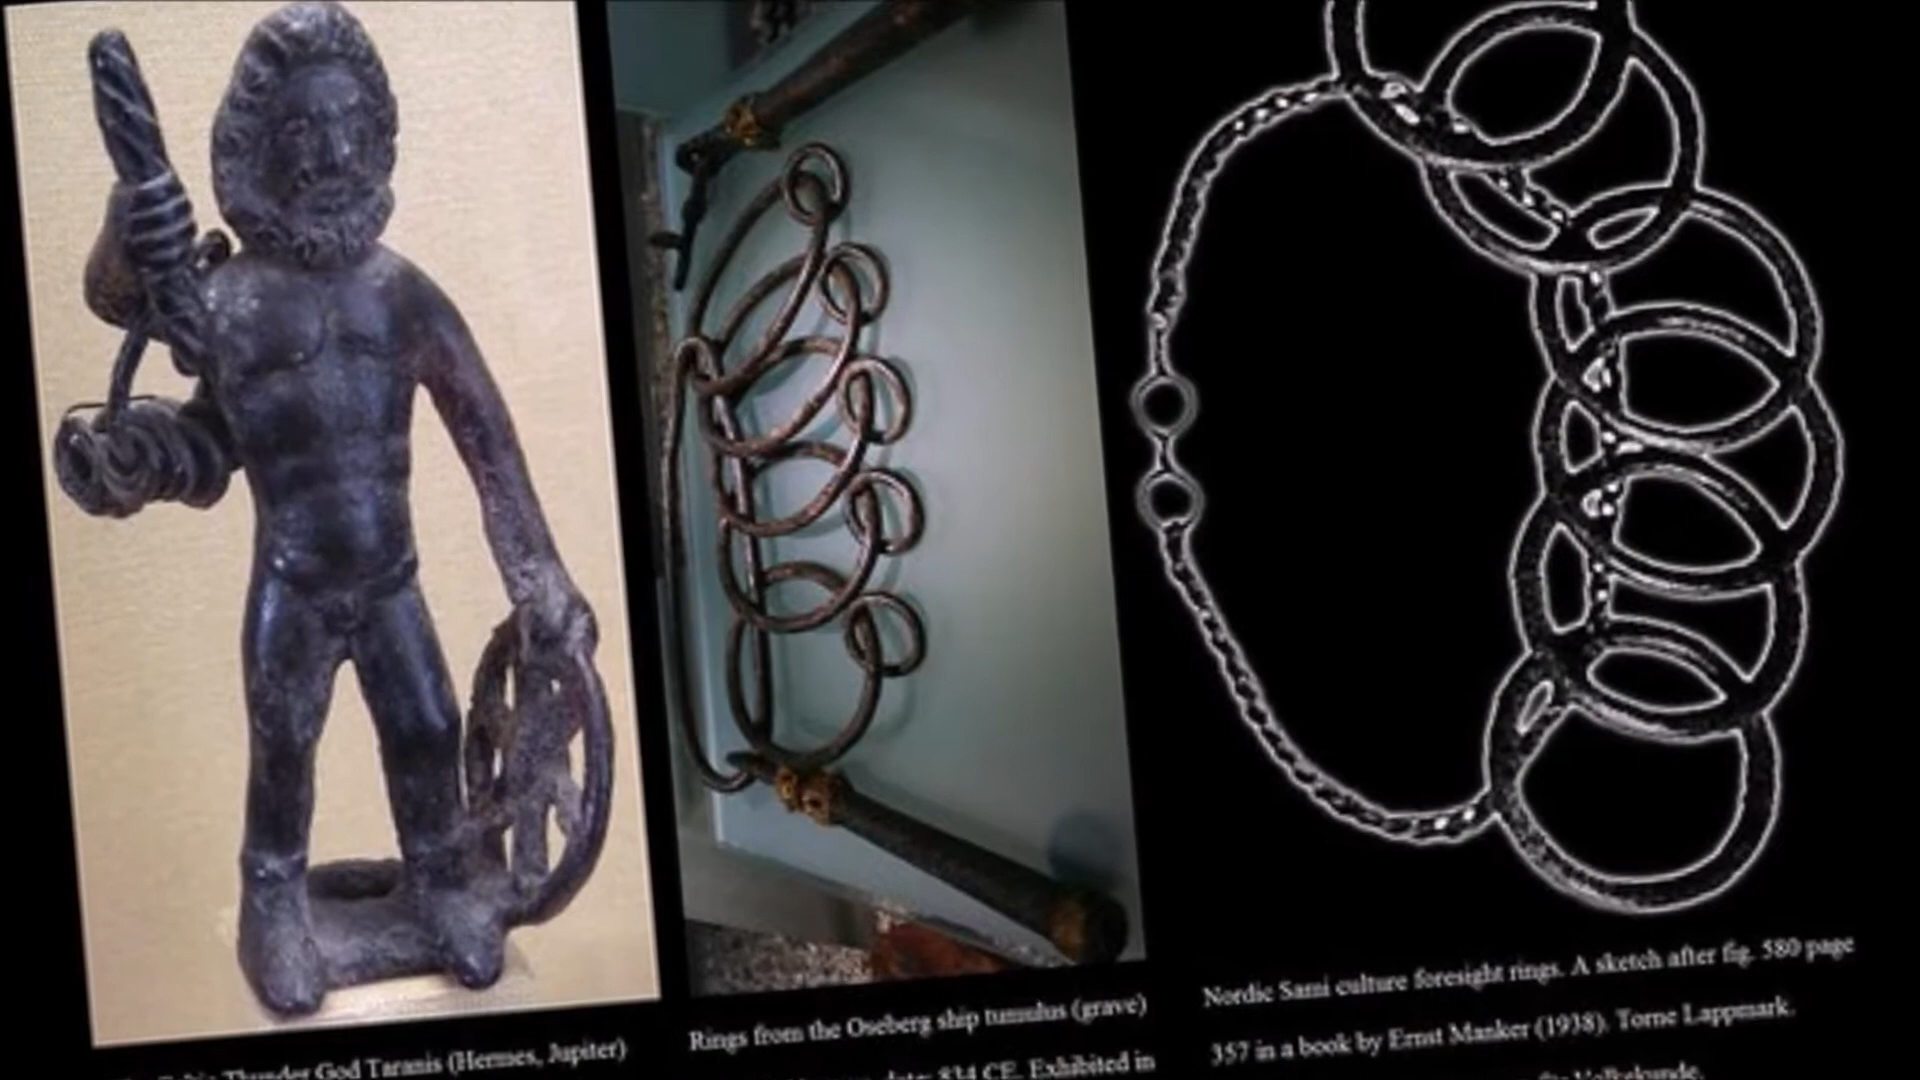 Thunder God Taranis (Hermes, Jupiter)
Rings from the Oseberg ship tumulus (grave)
834 CE. Exhibited in
Nordic Sami culture foresight rings. A sketch after fig. 580 page
357 in a book by Ernst Manker (1938). Torne Lappmark.
Volkekunde.